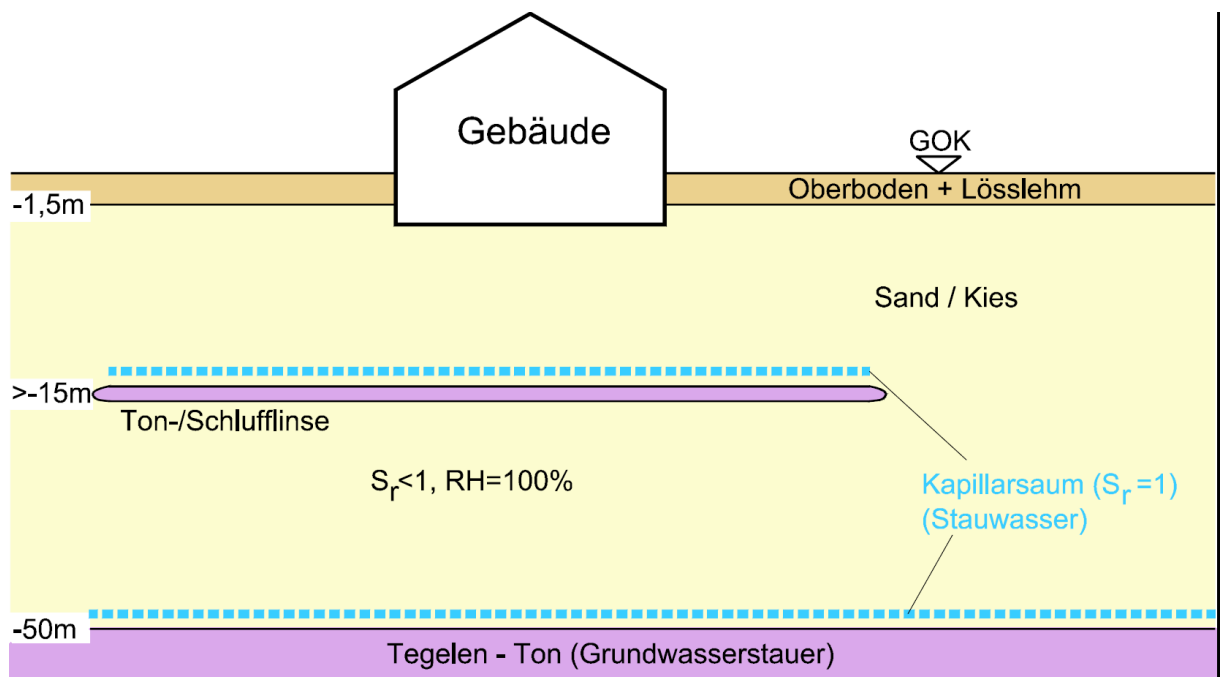 Gebäude
GOK
Oberboden + Lösslehm
-1,5m
Sand / Kies
>-15m
Ton-/Schlufflinse
Sr<1, RH=100%
Kapillarsaum (Sr=1)
(Stauwasser)
-50m
Tegelen - Ton (Grundwasserstauer)